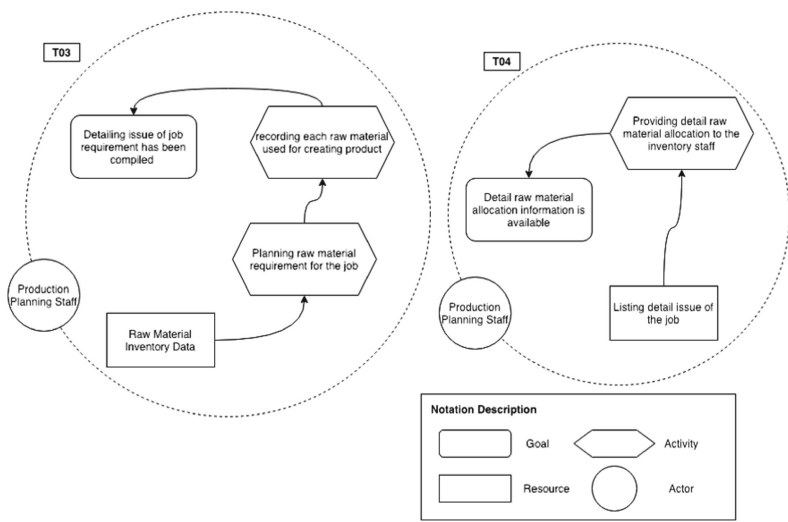 T03
Detailing issue of job
requirement has been
compiled
recording each raw material
used for creating product
Planning raw material
requirement for the job
Production
Planning Staff
Raw Material
Inventory Data
T04
Providing detail raw
material allocation to the
inventory staff
Detail raw material
allocation information is
available
Production
Planning Staff
Listing detail issue of
the job
Notation Description
Goal
Activity
Resource
Actor